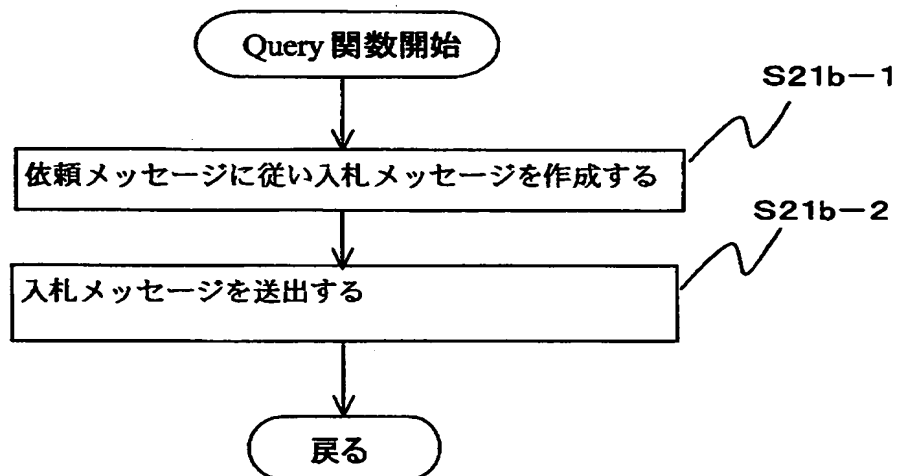 Query 関数開始
S21b－1
依頼メッセージに従い入札メッセージを作成する
S21b－2
入札メッセージを送出する
戻る